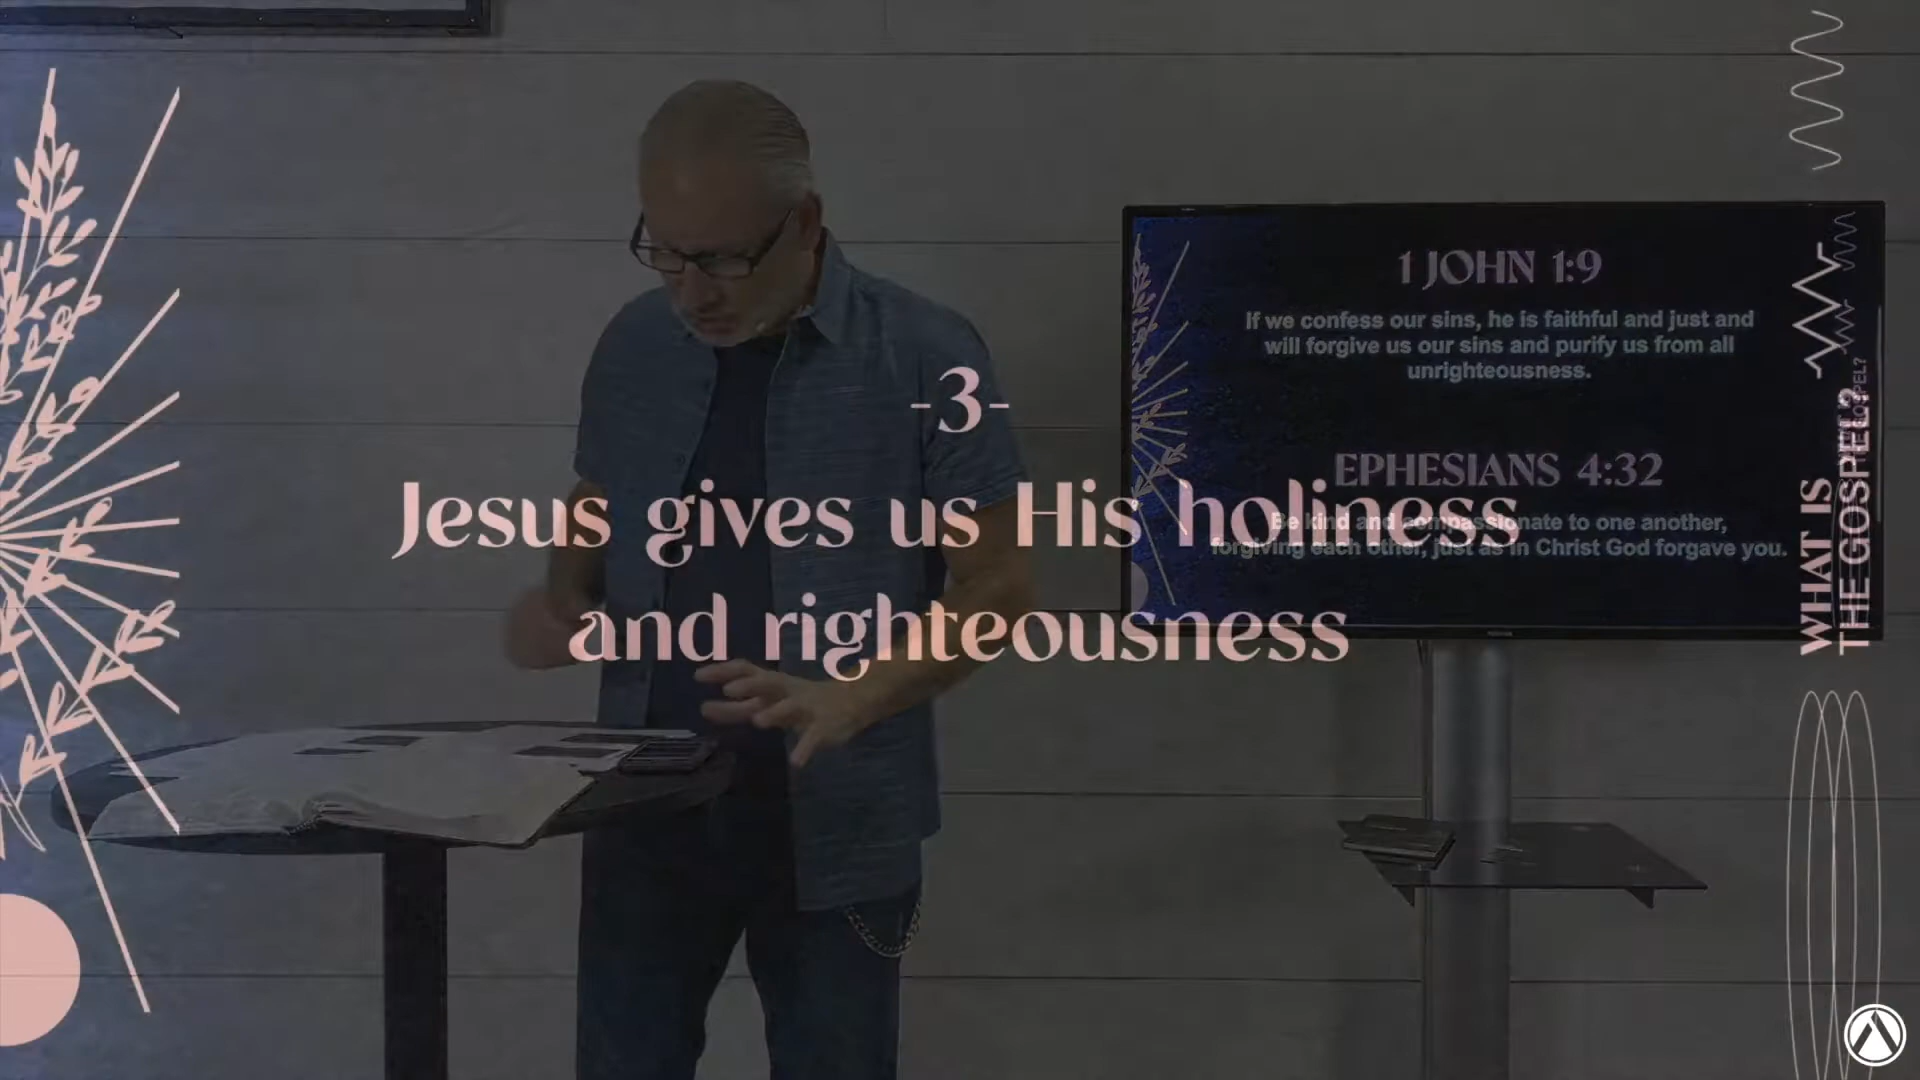 -3-
Jesus gives us His holiness
and righteousness
1 JOHN 1:9
If we confess our sins, he is faithful and just and
will forgive us our sins and purify us from all
unrighteousness.
EPHESIANS 4:32
Be kind and compassionate to one another,
forgiving each other, just as in Christ God forgave you.
WHAT IS
THE GOSPEL?
GOSPEL?